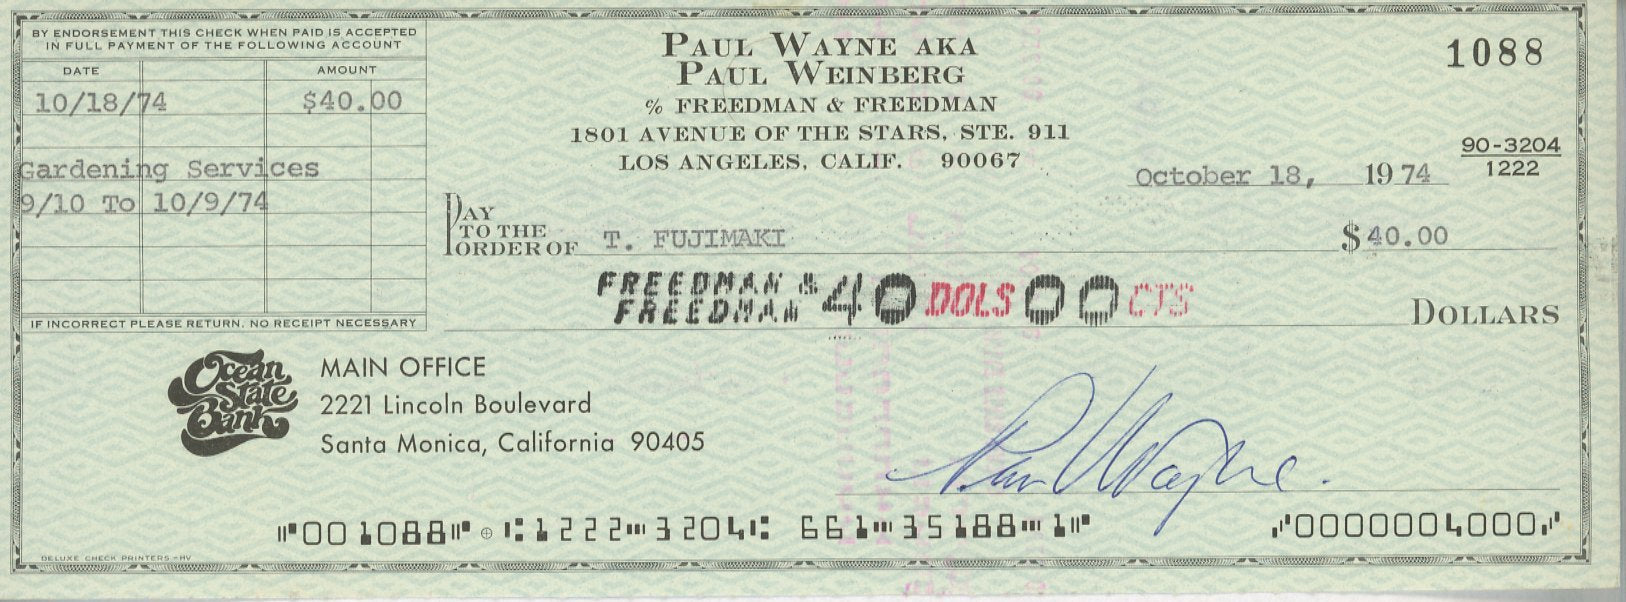 BY ENDORSEMENT THIS CHECK WHEN PAID IS ACCEPTED
IN FULL PAYMENT OF THE FOLLOWING ACCOUNT
DATE AMOUNT
10/18/74 $40.00
Gardening Services
9/10 To 10/9/74
IF INCORRECT PLEASE RETURN. NO RECEIPT NECESSARY
PAUL WAYNE AKA
PAUL WEINBERG
% FREEDMAN & FREEDMAN
1801 AVENUE OF THE STARS, STE. 911
LOS ANGELES, CALIF. 90067
1088
90-3204
1222
October 18, 1974
PAY
TO THE
ORDER OF T. FUJIMAKI $40.00
FREEDMAN &
FREEDMAN 40 DOLS 00 CTS
DOLLARS
Ocean
State
Bank
MAIN OFFICE
2221 Lincoln Boulevard
Santa Monica, California 90405
Paul Wayne.
⑈001088⑈ ⑆1222⑉3204⑆ 661⑉35188⑉1⑈ ⑈0000004000⑈
DELUXE CHECK PRINTERS - HV